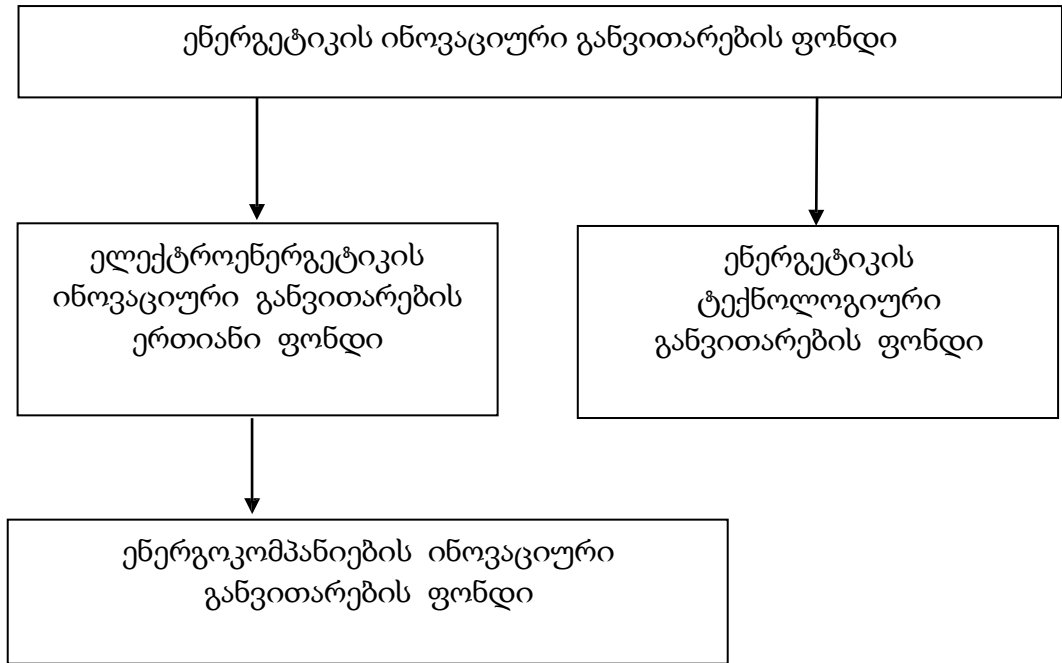 ენერგეტიკის ინოვაციური განვითარების ფონდი
ელექტროენერგეტიკის
ინოვაციური განვითარების
ერთიანი ფონდი
ენერგეტიკის
ტექნოლოგიური
განვითარების ფონდი
ენერგოკომპანიების ინოვაციური
განვითარების ფონდი